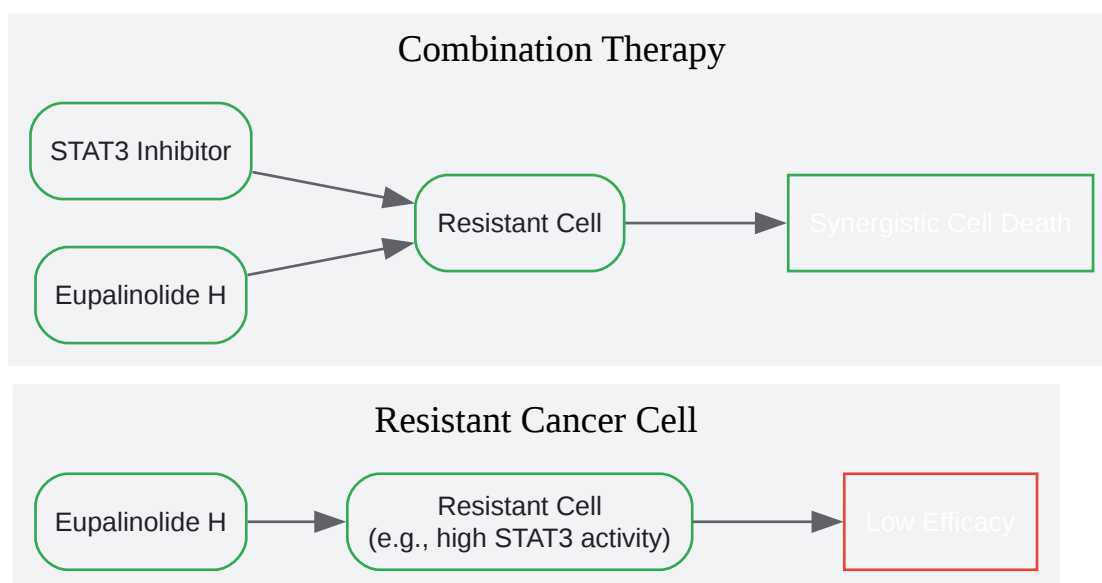 Combination Therapy
STAT3 Inhibitor
Eupalinolide H
Resistant Cell
Synergistic Cell Death
Resistant Cancer Cell
Eupalinolide H
Resistant Cell
(e.g., high STAT3 activity)
Low Efficacy